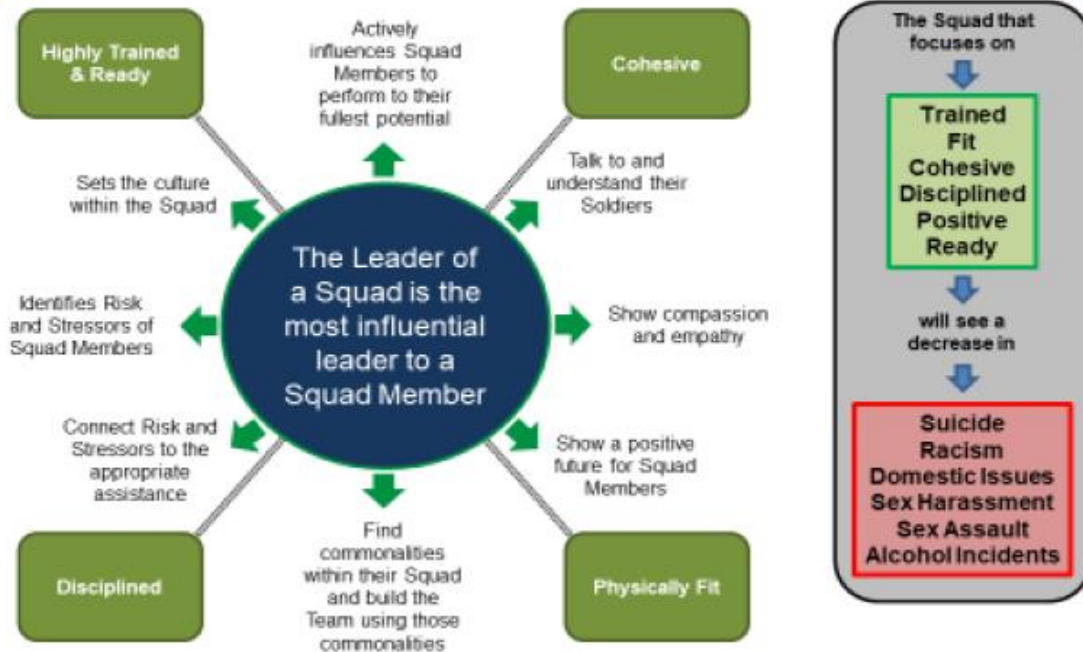 Highly Trained
& Ready
Actively
influences Squad
Members to
perform to their
fullest potential
Cohesive
Sets the culture
within the Squad
Talk to and
understand their
Soldiers
Identifies Risk
and Stressors of
Squad Members
The Leader of
a Squad is the
most influential
leader to a
Squad Member
Show compassion
and empathy
Connect Risk and
Stressors to the
appropriate
assistance
Show a positive
future for Squad
Members
Disciplined
Find
commonalities
within their Squad
and build the
Team using those
commonalities
Physically Fit
The Squad that
focuses on
Trained
Fit
Cohesive
Disciplined
Positive
Ready
will see a
decrease in
Suicide
Racism
Domestic Issues
Sex Harassment
Sex Assault
Alcohol Incidents